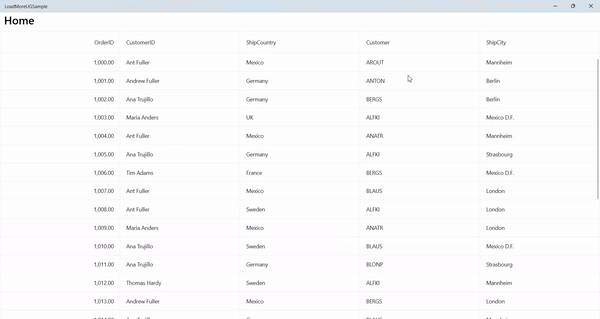 LoadMoreUGSample
Home
OrderID CustomerID ShipCountry Customer ShipCity
1,000.00 Ant Fuller Mexico AROUT Mannheim
1,001.00 Andrew Fuller Germany ANTON Berlin
1,002.00 Ana Trujillo Germany BERGS Berlin
1,003.00 Maria Anders UK ALFKI Mexico D.F.
1,004.00 Ant Fuller Mexico ANATR Mannheim
1,005.00 Ana Trujillo Germany ALFKI Strasbourg
1,006.00 Tim Adams France BERGS Mexico D.F.
1,007.00 Ant Fuller Mexico BLAUS London
1,008.00 Ant Fuller Sweden ALFKI London
1,009.00 Maria Anders Mexico ANATR London
1,010.00 Ana Trujillo Sweden BLAUS Mexico D.F.
1,011.00 Ana Trujillo Germany BLONP Strasbourg
1,012.00 Thomas Hardy Sweden ALFKI Mannheim
1,013.00 Andrew Fuller Mexico BERGS London